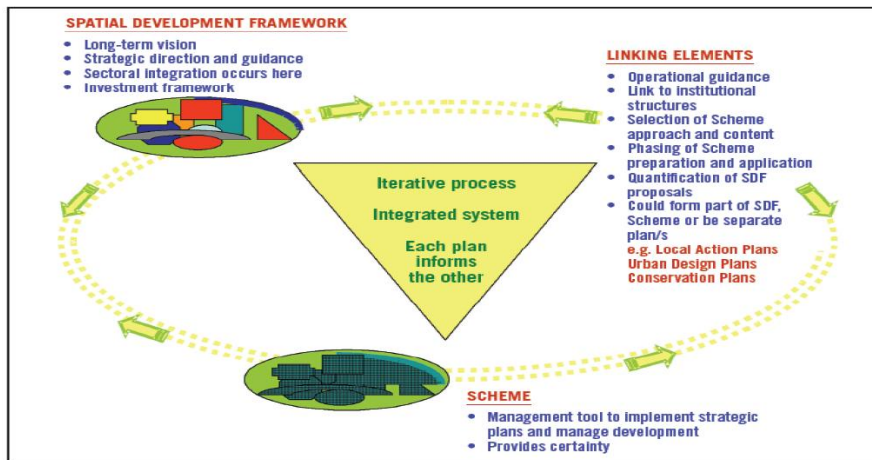 SPATIAL DEVELOPMENT FRAMEWORK
• Long-term vision
• Strategic direction and guidance
• Sectoral integration occurs here
• Investment framework
LINKING ELEMENTS
• Operational guidance
• Link to institutional
structures
• Selection of Scheme
approach and content
• Phasing of Scheme
preparation and application
• Quantification of SDF
proposals
• Could form part of SDF,
Scheme or be separate
plan/s
e.g. Local Action Plans
Urban Design Plans
Conservation Plans
Iterative process
Integrated system
Each plan
informs
the other
SCHEME
• Management tool to implement strategic
plans and manage development
• Provides certainty